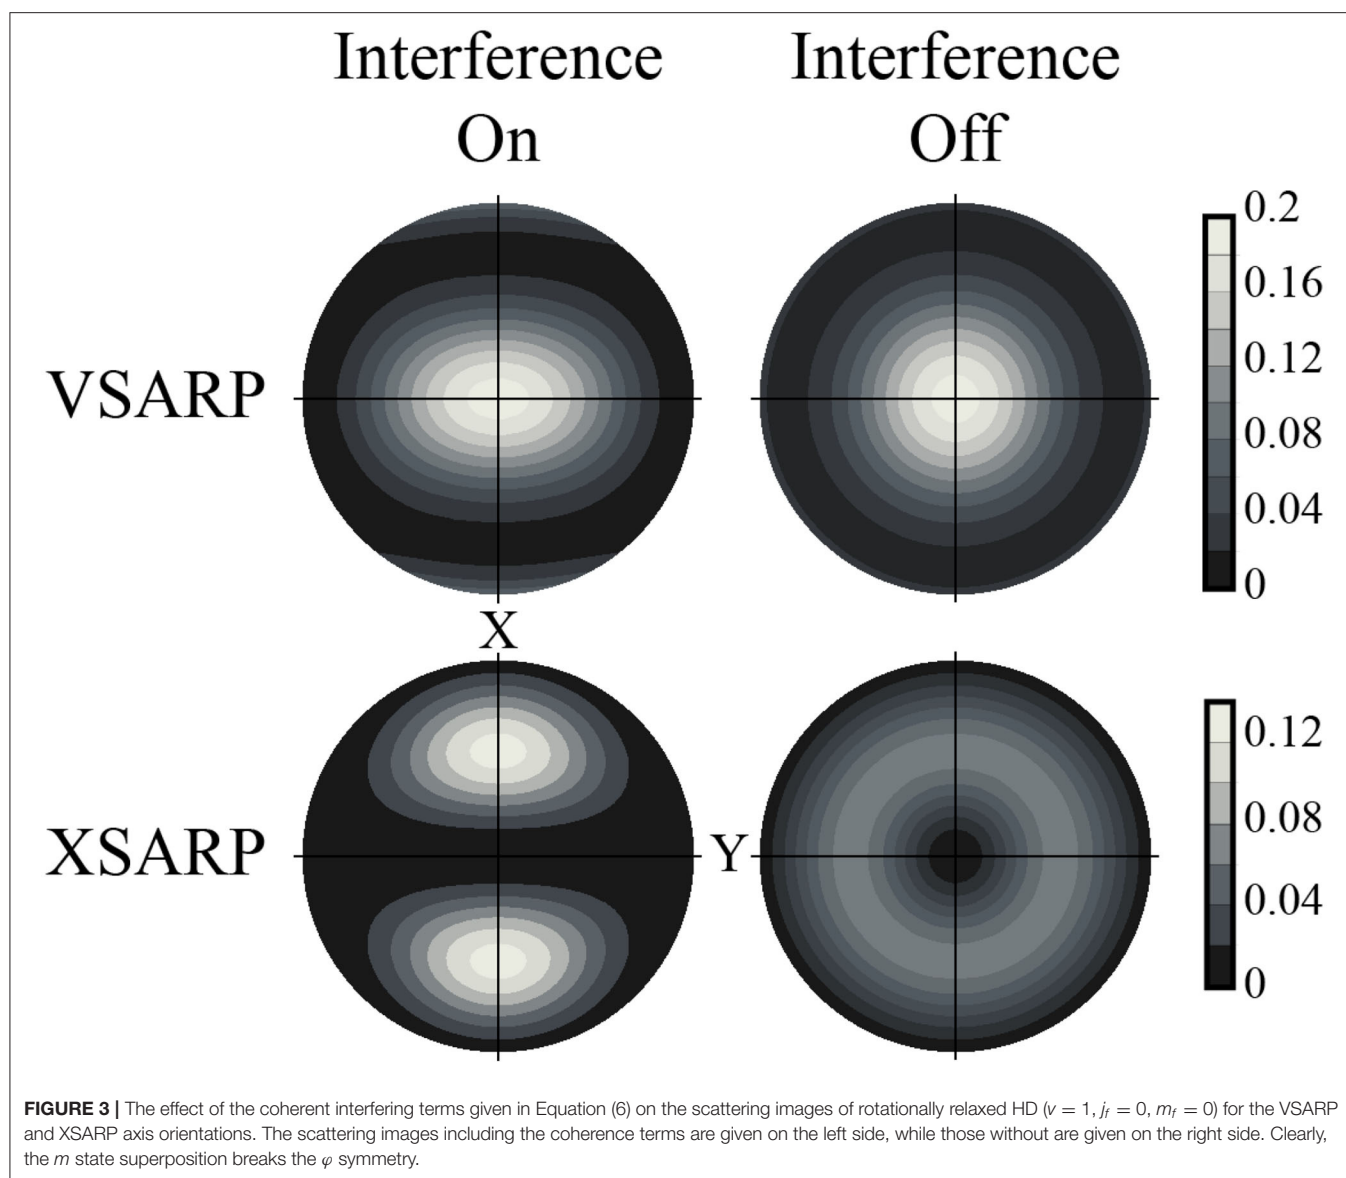 Interference
On
Interference
Off
VSARP
0.2
0.16
0.12
0.08
0.04
0
X
XSARP
Y
0.12
0.08
0.04
0
FIGURE 3 | The effect of the coherent interfering terms given in Equation (6) on the scattering images of rotationally relaxed HD (v = 1, jf = 0, mf = 0) for the VSARP
and XSARP axis orientations. The scattering images including the coherence terms are given on the left side, while those without are given on the right side. Clearly,
the m state superposition breaks the φ symmetry.